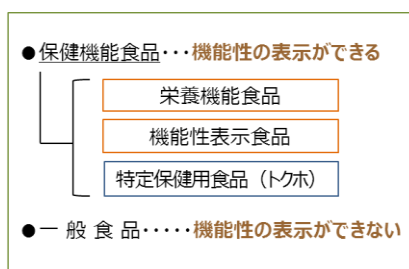 ●保健機能食品･･･機能性の表示ができる
栄養機能食品
機能性表示食品
特定保健用食品（トクホ）
●一 般 食 品･････機能性の表示ができない